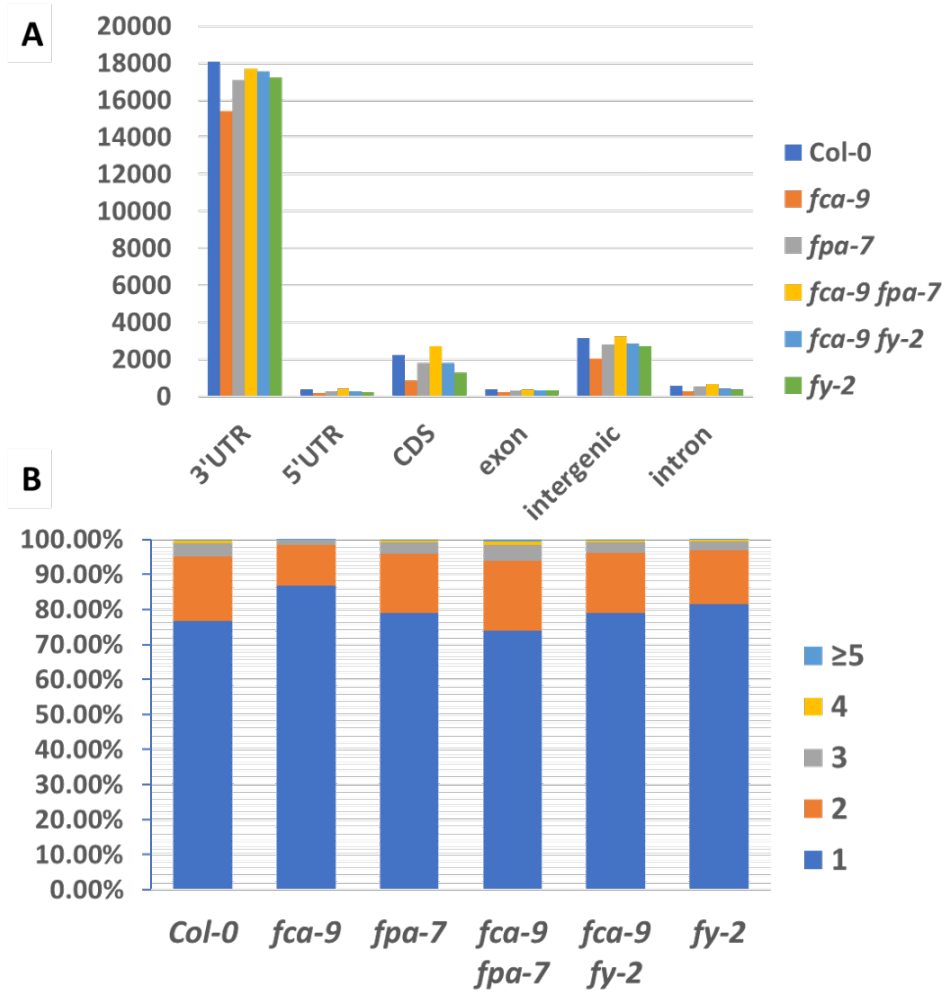 A
20000
18000
16000
14000
12000
10000
8000
6000
4000
2000
0
3'UTR
5'UTR
CDS
exon
intergenic
intron
Col-0
fca-9
fpa-7
fca-9 fpa-7
fca-9 fy-2
fy-2
B
100.00%
90.00%
80.00%
70.00%
60.00%
50.00%
40.00%
30.00%
20.00%
10.00%
0.00%
Col-0
fca-9
fpa-7
fca-9
fpa-7
fca-9
fy-2
fy-2
≥5
4
3
2
1